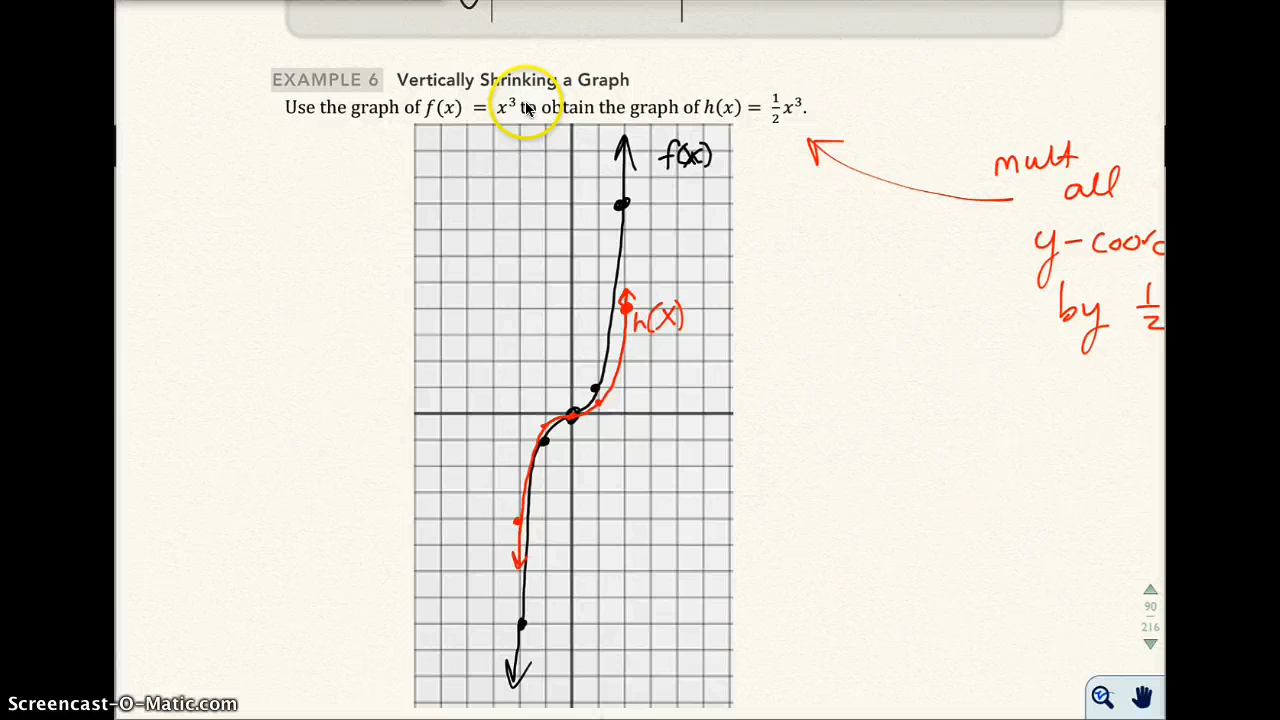 EXAMPLE 6 Vertically Shrinking a Graph
Use the graph of f(x) = x³ to obtain the graph of h(x) = ½x³.
f(x)
mult
all
y-coord
by ½
h(x)
90
216
Screencast-O-Matic.com